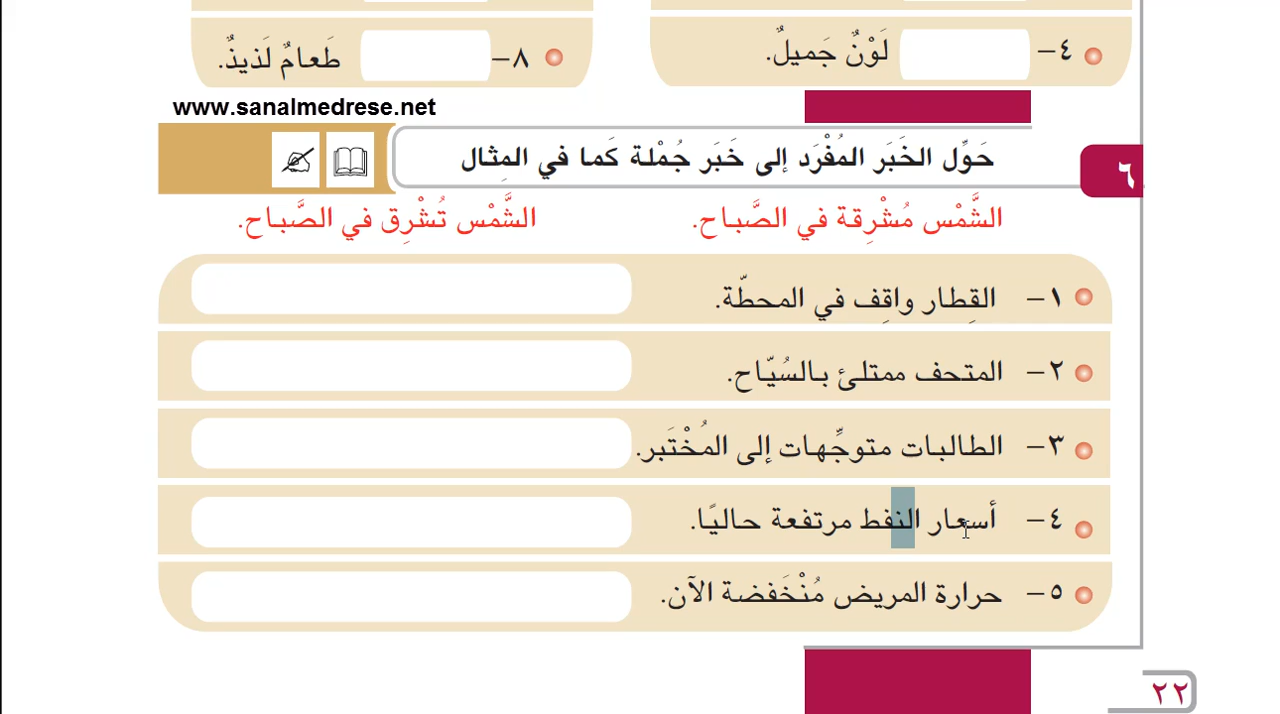 ٤- لَوْنٌ جَميلٌ.
٨- طَعامٌ لَذيذٌ.
www.sanalmedrese.net
٦ حَوِّل الخَبَر المُفْرَد إلى خَبَر جُمْلة كَما في المِثال
الشَّمْس مُشْرِقة في الصَّباح. الشَّمْس تُشْرِق في الصَّباح.
١- القِطار واقِف في المحطّة.
٢- المتحف ممتلئ بالسُيّاح.
٣- الطالبات متوجِّهات إلى المُخْتَبر.
٤- أسعار النفط مرتفعة حاليًا.
٥- حرارة المريض مُنْخَفضة الآن.
٢٢